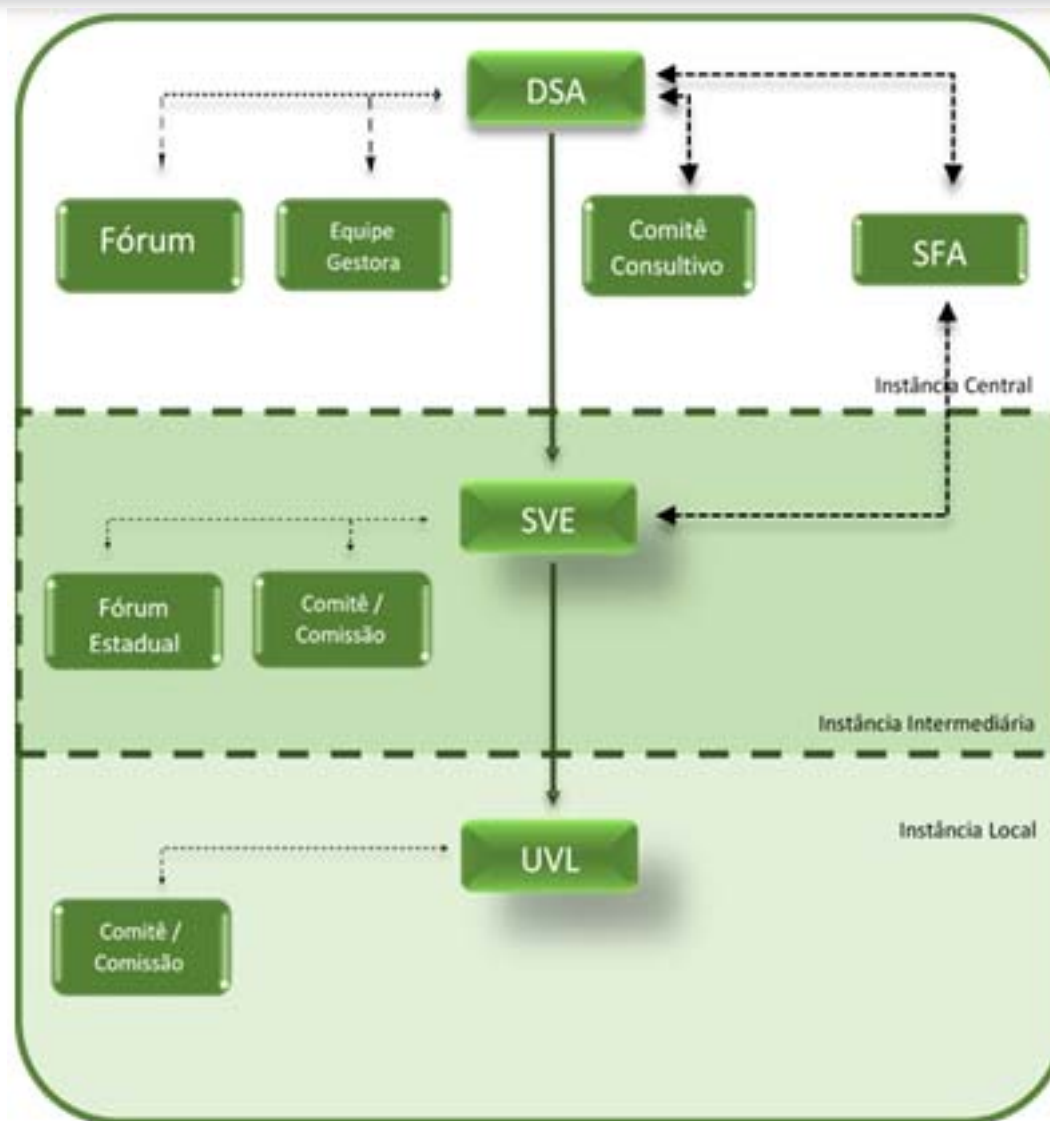 DSA
Fórum
Equipe
Gestora
Comitê
Consultivo
SFA
Instância Central
SVE
Fórum
Estadual
Comitê /
Comissão
Instância Intermediária
Instância Local
UVL
Comitê /
Comissão